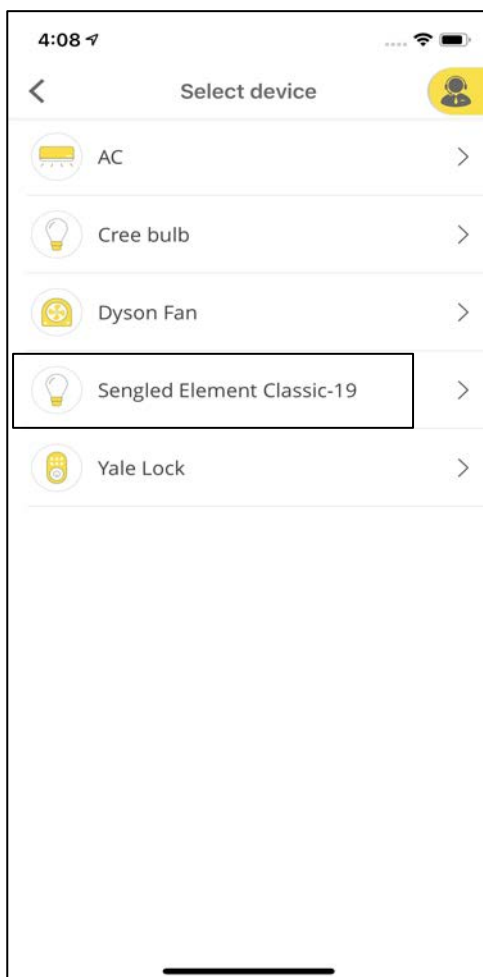 4:08
Select device
AC
Cree bulb
Dyson Fan
Sengled Element Classic-19
Yale Lock